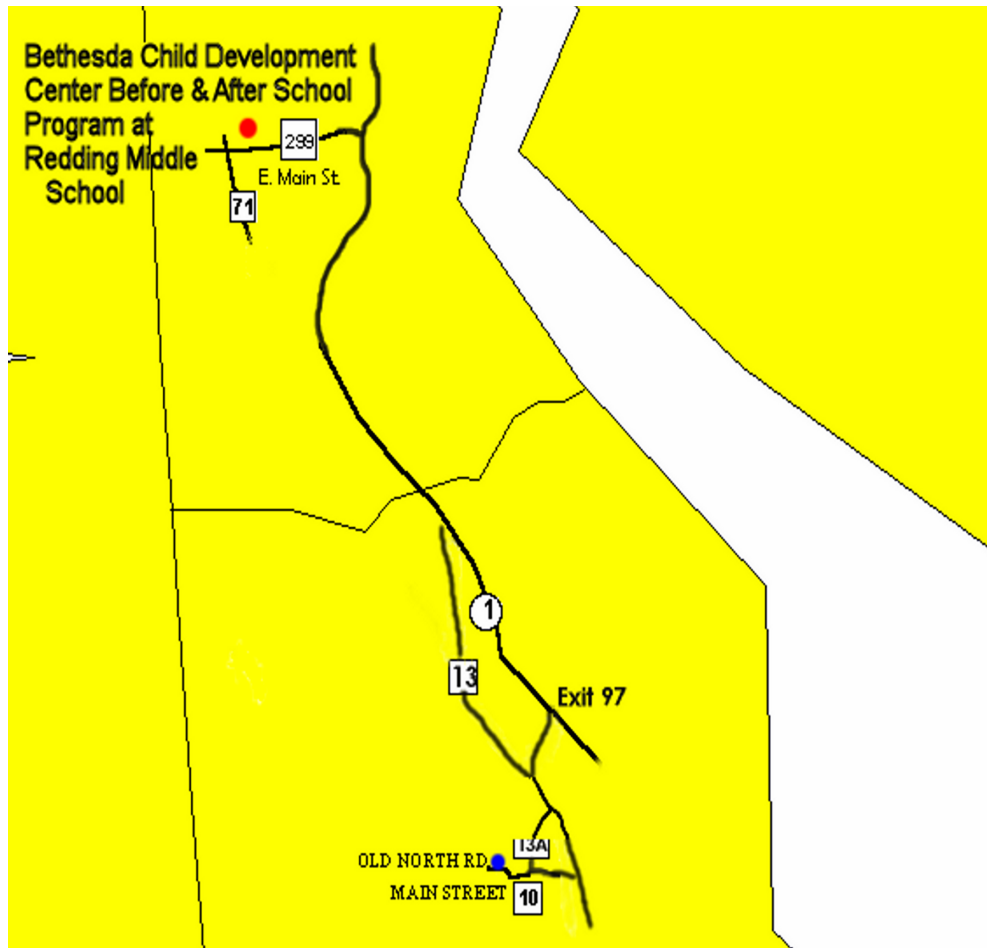 Bethesda Child Development
Center Before & After School
Program at
Redding Middle
School
299
E. Main St.
71
1
13
Exit 97
13A
OLD NORTH RD
MAIN STREET
10